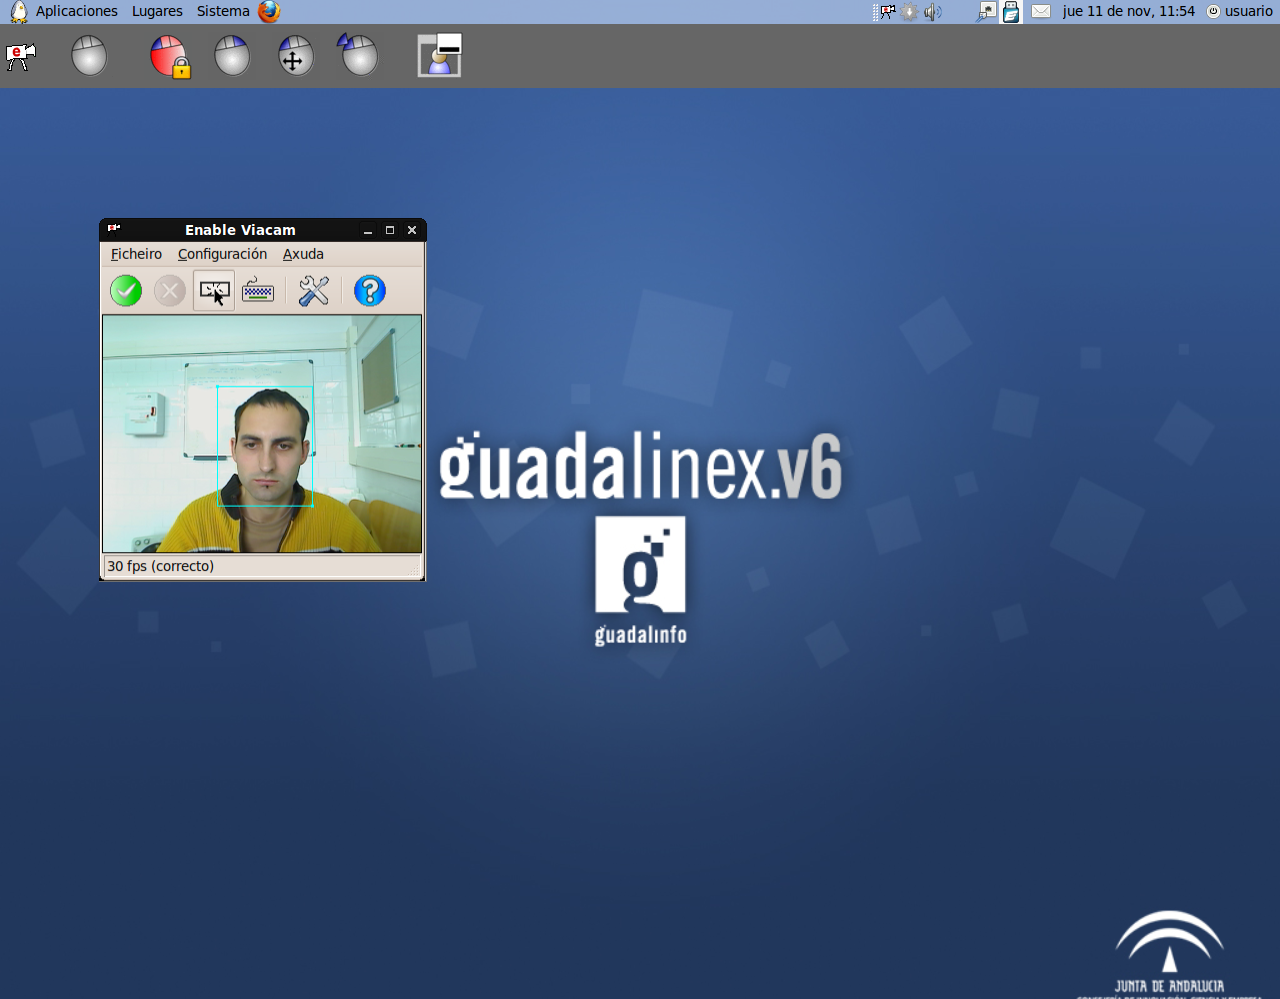 Aplicaciones Lugares Sistema jue 11 de nov, 11:54 usuario
e
Enable Viacam
Ficheiro Configuración Axuda
30 fps (correcto)
guadalinex.v6
g
guadalinfo
JUNTA DE ANDALUCIA